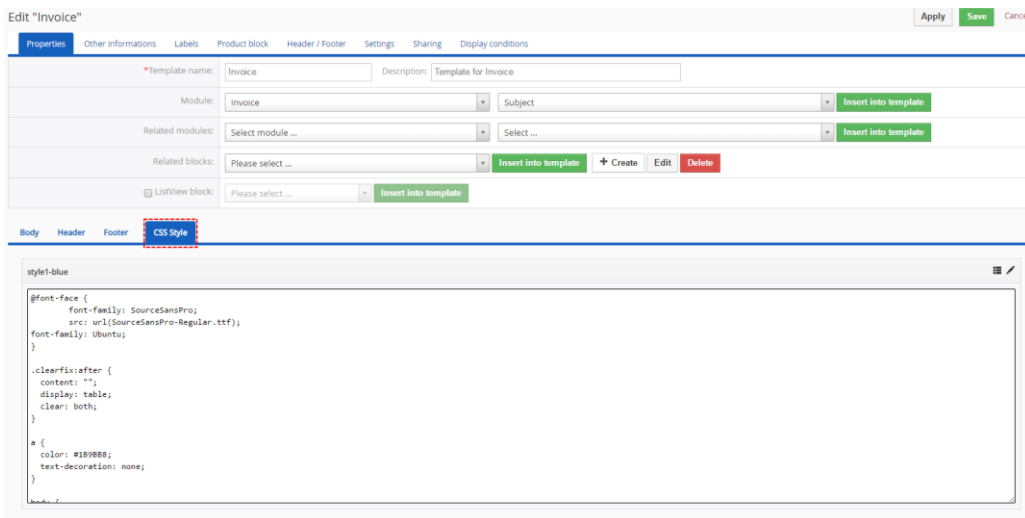 Edit "Invoice" Apply Save Cance
Properties Other informations Labels Product block Header / Footer Settings Sharing Display conditions
*Template name: Invoice Description: Template for Invoice
Module: Invoice Subject Insert into template
Related modules: Select module ... Select ... Insert into template
Related blocks: Please select ... Insert into template + Create Edit Delete
ListView block: Please select ... Insert into template
Body Header Footer CSS Style
style1-blue
@font-face {
font-family: SourceSansPro;
src: url(SourceSansPro-Regular.ttf);
font-family: Ubuntu;
}
.clearfix:after {
content: "";
display: table;
clear: both;
}
a {
color: #1B9BB8;
text-decoration: none;
}
body {